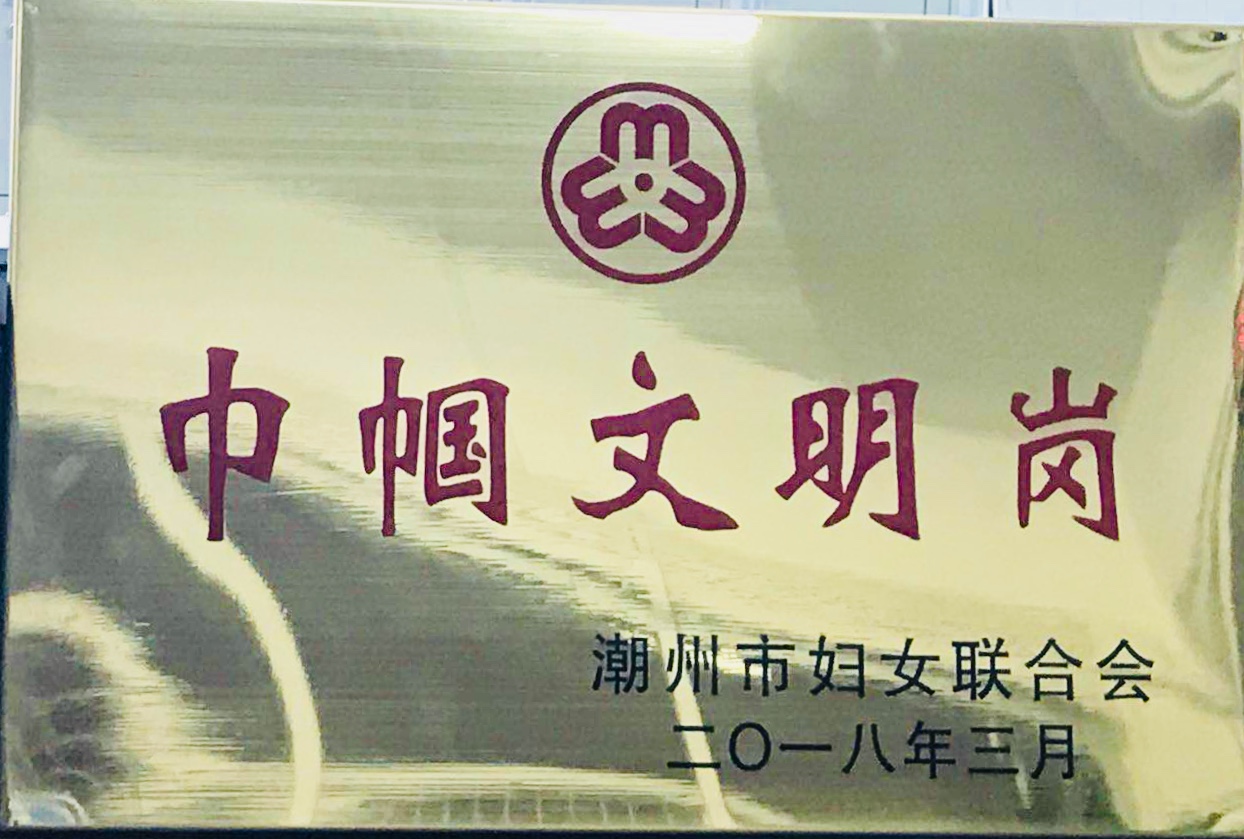 巾帼文明岗
潮州市妇女联合会
二〇一八年三月